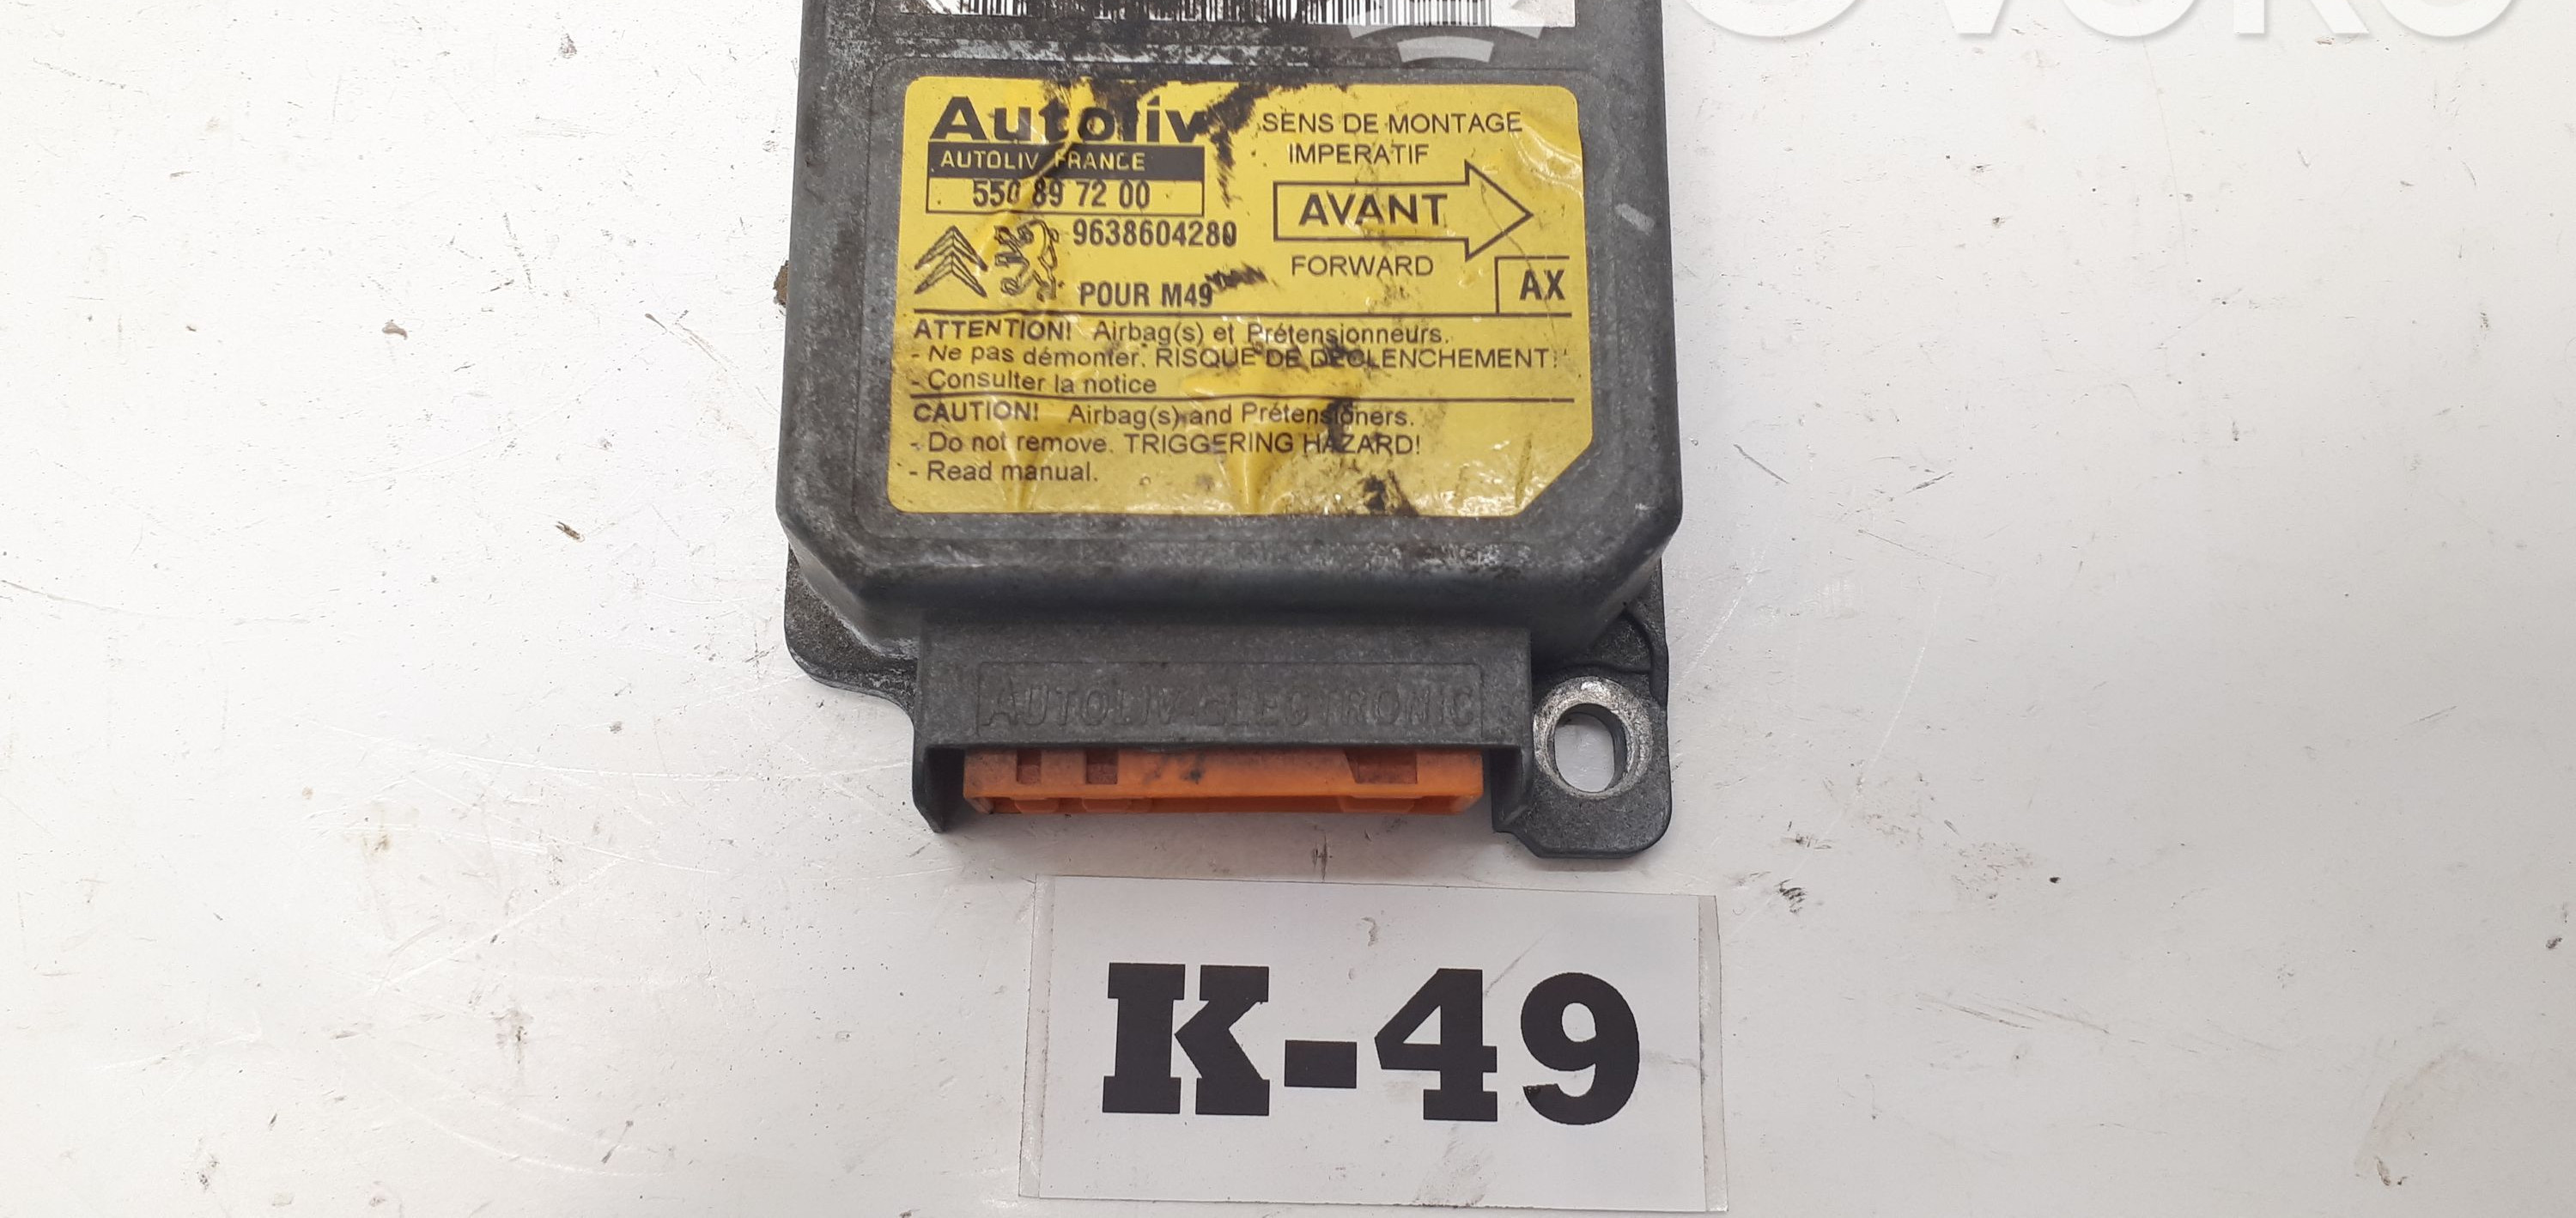 Autoliv
AUTOLIV FRANCE
550 89 72 00
9638604280
POUR M49
SENS DE MONTAGE
IMPERATIF
AVANT
FORWARD
AX
ATTENTION! Airbag(s) et Prétensionneurs.
- Ne pas démonter. RISQUE DE DECLENCHEMENT!
- Consulter la notice
CAUTION! Airbag(s) and Prétensioners.
- Do not remove. TRIGGERING HAZARD!
- Read manual.
AUTOLIV ELECTRONIC
K-49